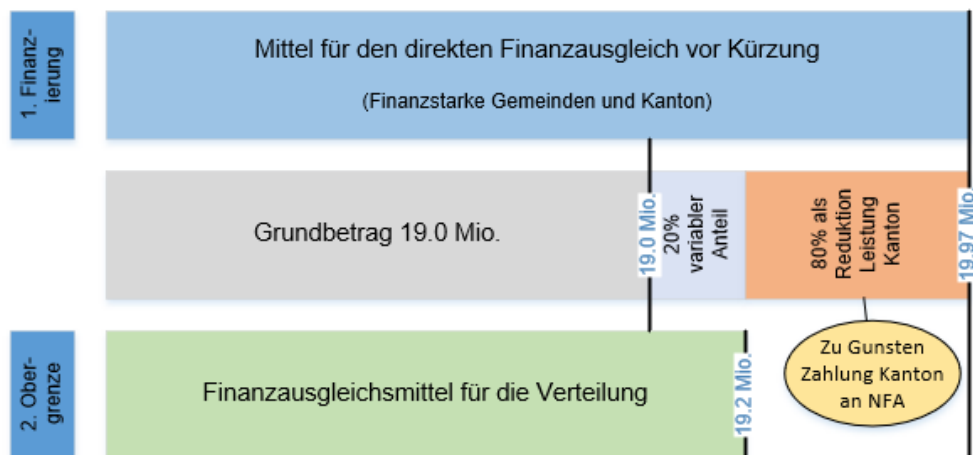 1. Finanz-
ierung
Mittel für den direkten Finanzausgleich vor Kürzung
(Finanzstarke Gemeinden und Kanton)
Grundbetrag 19.0 Mio.
19.0 Mio.
20%
variabler
Anteil
80% als
Reduktion
Leistung
Kanton
19.97 Mio.
2. Ober-
grenze
Finanzausgleichsmittel für die Verteilung
19.2 Mio.
Zu Gunsten
Zahlung Kanton
an NFA